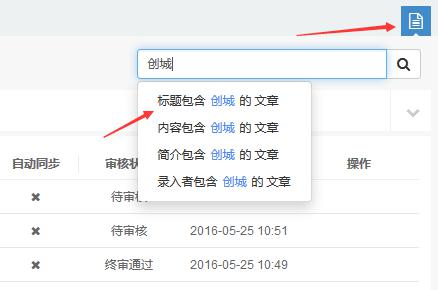 创城
标题包含 创城 的 文章
内容包含 创城 的 文章
简介包含 创城 的 文章
录入者包含 创城 的 文章
自动同步 审核状 操作
✖ 待审核
✖ 待审核 2016-05-25 10:51
✖ 终审通过 2016-05-25 10:49